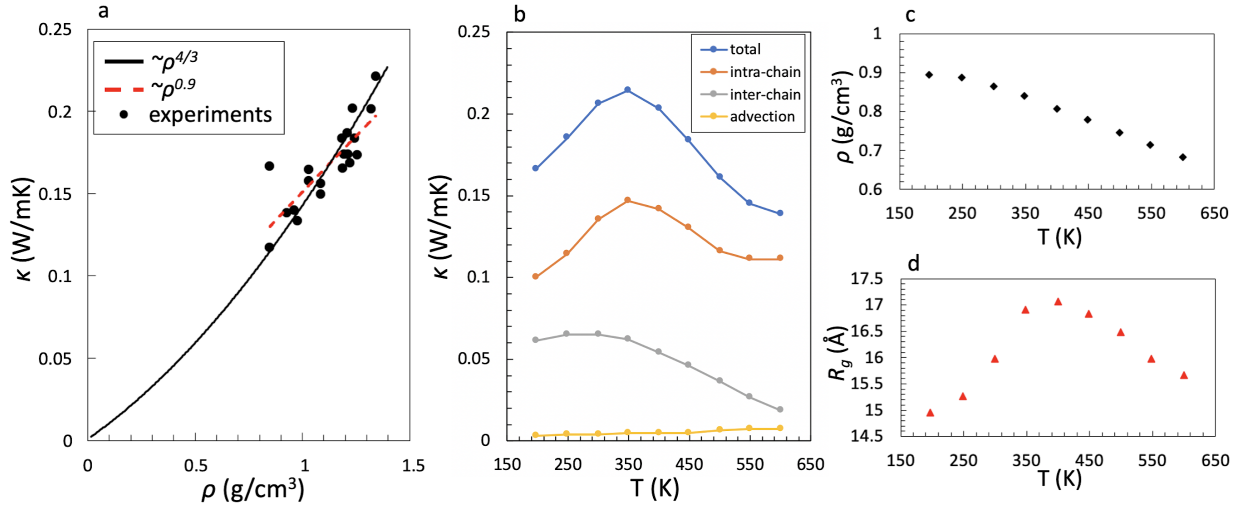 a
0.25
0.2
0.15
0.1
0.05
0
κ (W/mK)
~ρ^4/3
~ρ^0.9
experiments
0 0.5 1 1.5
ρ (g/cm³)
b
0.25
0.2
0.15
0.1
0.05
0
κ (W/mK)
total
intra-chain
inter-chain
advection
150 250 350 450 550 650
T (K)
c
1
0.9
0.8
0.7
0.6
ρ (g/cm³)
150 250 350 450 550 650
T (K)
d
17.5
17
16.5
16
15.5
15
14.5
R_g (Å)
150 250 350 450 550 650
T (K)